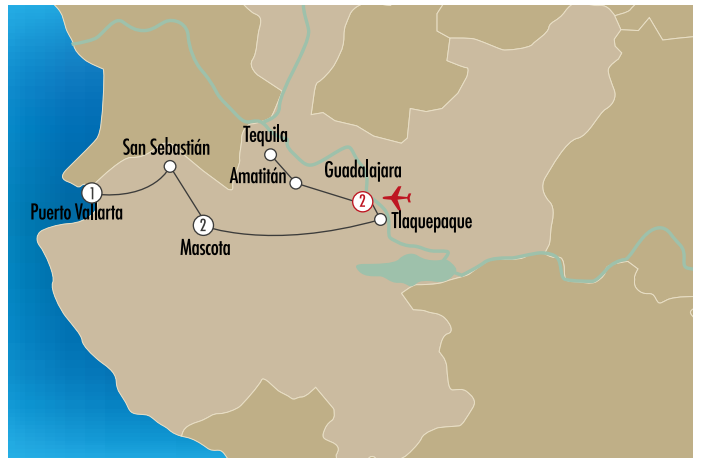 Tequila
San Sebastián
Guadalajara
Amatitán
1
2
Puerto Vallarta
Tlaquepaque
2
Mascota